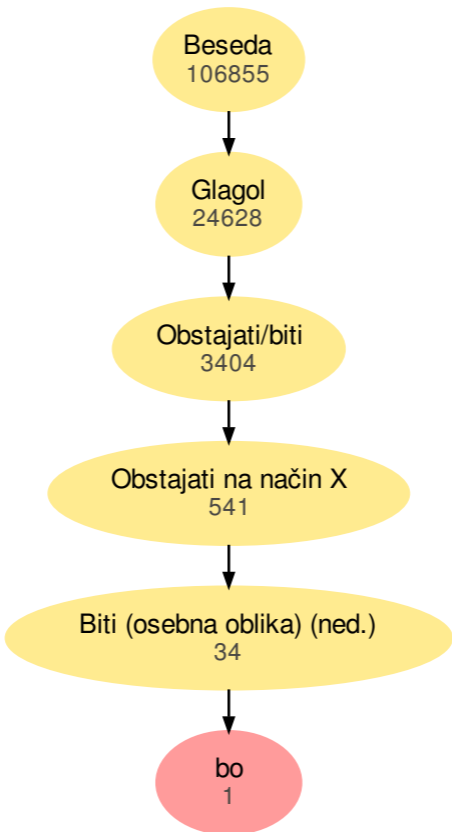 Beseda
106855
Glagol
24628
Obstajati/biti
3404
Obstajati na način X
541
Biti (osebna oblika) (ned.)
34
bo
1